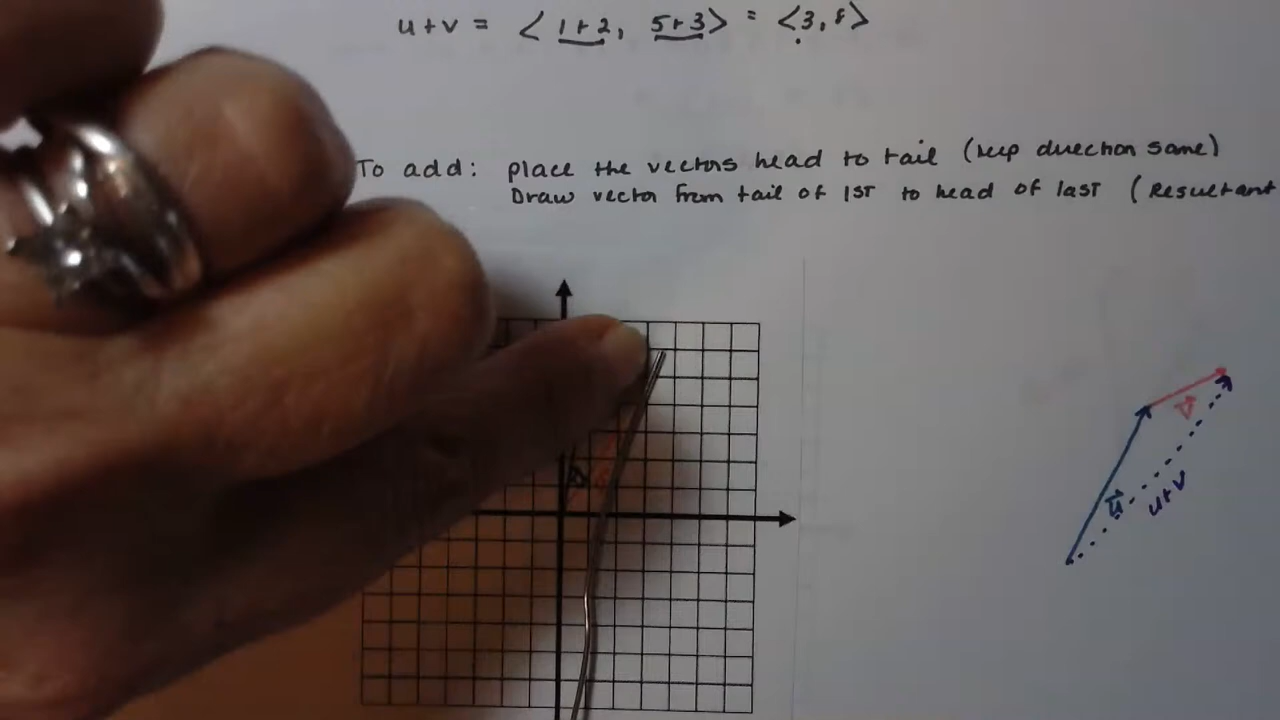 u+v = < 1+2, 5+3> = <3, 8>
To add: place the vectors head to tail (keep direction same)
Draw vector from tail of 1ST to head of last (Resultant
v
u
u+v